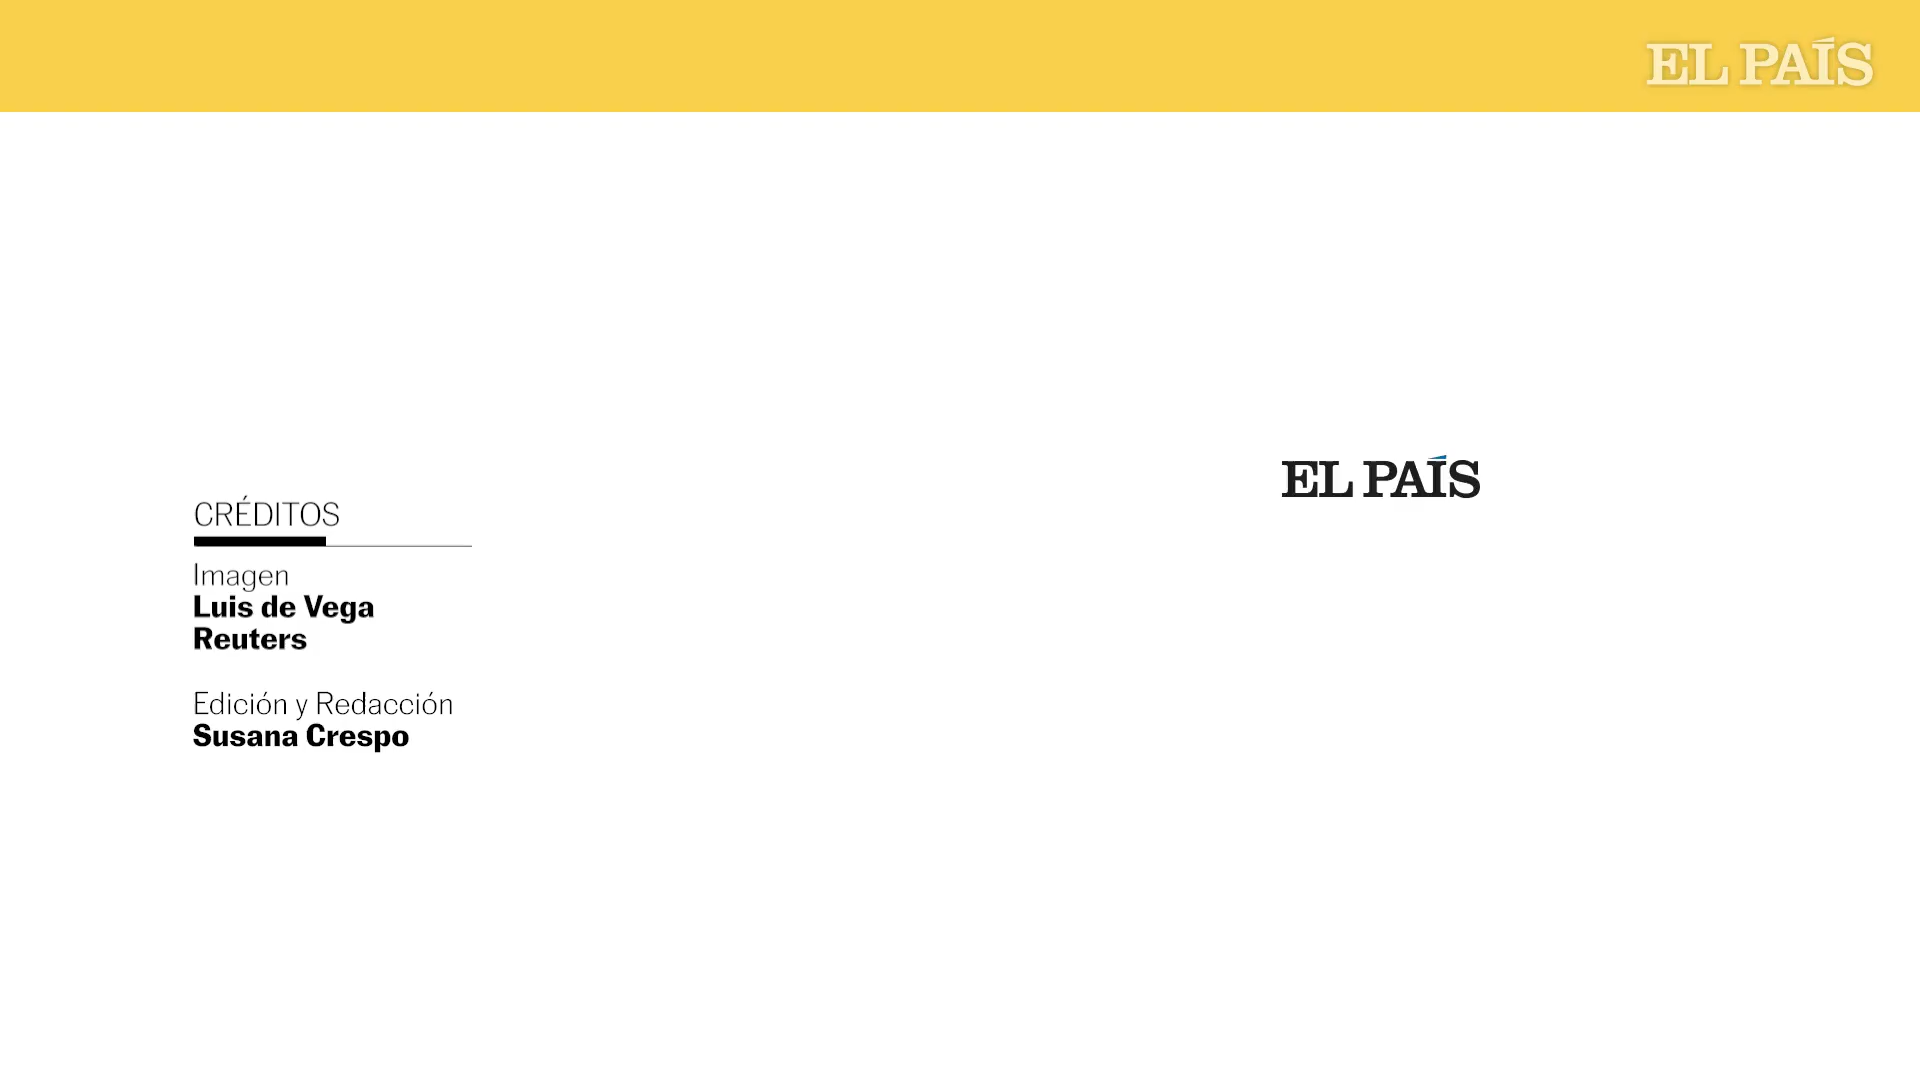 EL PAÍS
EL PAÍS
CRÉDITOS
Imagen
Luis de Vega
Reuters
Edición y Redacción
Susana Crespo